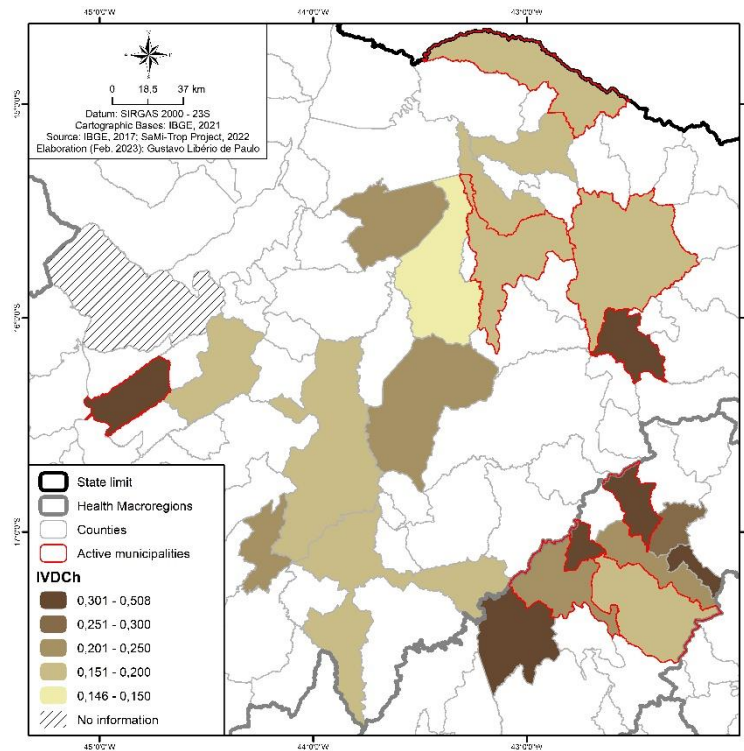 45°0'0"O 44°0'0"O 43°0'0"O
0 18,5 37 km
Datum: SIRGAS 2000 - 23S
Cartographic Bases: IBGE, 2021
Source: IBGE, 2017; SaMi-Trop Project, 2022
Elaboration (Feb. 2023): Gustavo Libério de Paulo
15°0'0"S
16°0'0"S
17°0'0"S
State limit
Health Macroregions
Counties
Active municipalities
IVDCh
0,301 - 0,508
0,251 - 0,300
0,201 - 0,250
0,151 - 0,200
0,146 - 0,150
No information